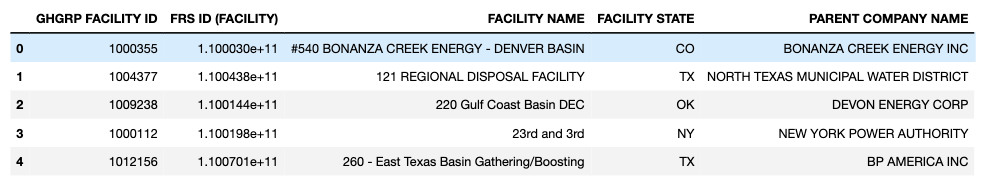 GHGRP FACILITY ID FRS ID (FACILITY) FACILITY NAME FACILITY STATE PARENT COMPANY NAME
0 1000355 1.100030e+11 #540 BONANZA CREEK ENERGY - DENVER BASIN CO BONANZA CREEK ENERGY INC
1 1004377 1.100438e+11 121 REGIONAL DISPOSAL FACILITY TX NORTH TEXAS MUNICIPAL WATER DISTRICT
2 1009238 1.100144e+11 220 Gulf Coast Basin DEC OK DEVON ENERGY CORP
3 1000112 1.100198e+11 23rd and 3rd NY NEW YORK POWER AUTHORITY
4 1012156 1.100701e+11 260 - East Texas Basin Gathering/Boosting TX BP AMERICA INC